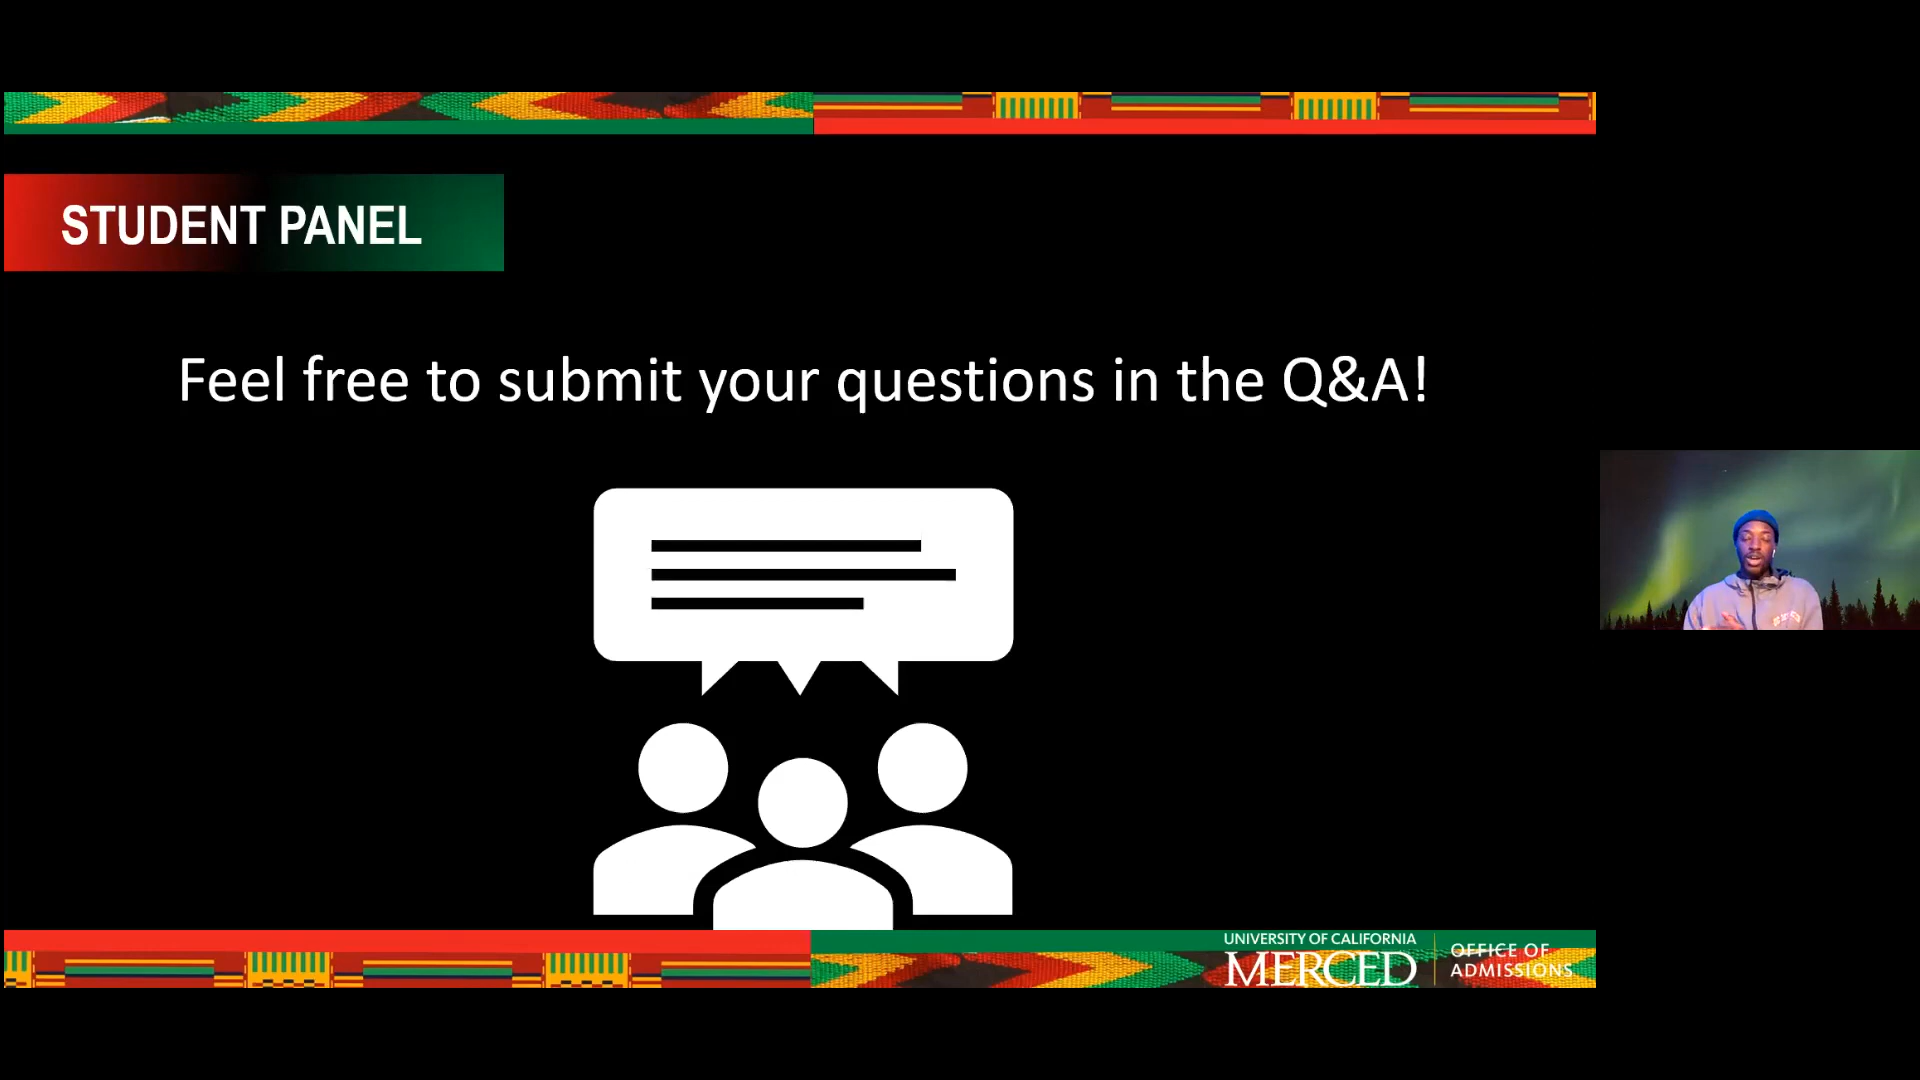 STUDENT PANEL
Feel free to submit your questions in the Q&A!
UNIVERSITY OF CALIFORNIA
MERCED
OFFICE OF
ADMISSIONS